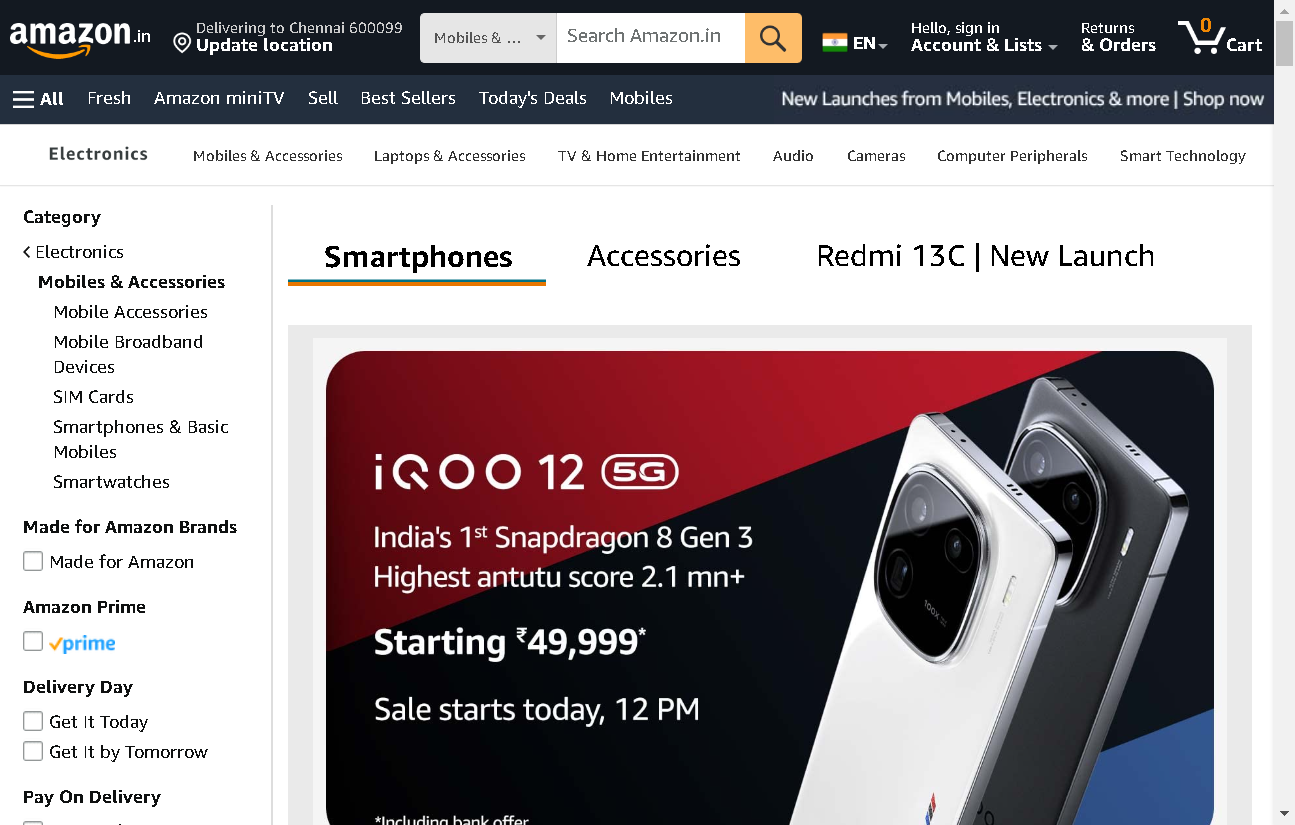 amazon.in
Delivering to Chennai 600099
Update location
Mobiles & ...
Search Amazon.in
EN
Hello, sign in
Account & Lists
Returns
& Orders
0
Cart
All
Fresh
Amazon miniTV
Sell
Best Sellers
Today's Deals
Mobiles
New Launches from Mobiles, Electronics & more | Shop now
Electronics
Mobiles & Accessories
Laptops & Accessories
TV & Home Entertainment
Audio
Cameras
Computer Peripherals
Smart Technology
Category
Electronics
Mobiles & Accessories
Mobile Accessories
Mobile Broadband
Devices
SIM Cards
Smartphones & Basic
Mobiles
Smartwatches
Made for Amazon Brands
Made for Amazon
Amazon Prime
prime
Delivery Day
Get It Today
Get It by Tomorrow
Pay On Delivery
Smartphones
Accessories
Redmi 13C | New Launch
iQOO 12 5G
India's 1st Snapdragon 8 Gen 3
Highest antutu score 2.1 mn+
Starting ₹49,999*
Sale starts today, 12 PM
*Including bank offer
100X